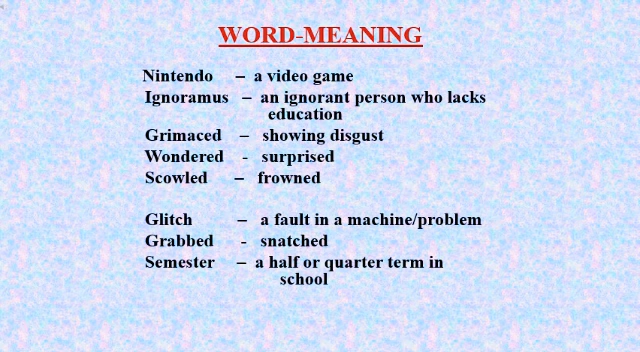 WORD-MEANING
Nintendo – a video game
Ignoramus – an ignorant person who lacks
education
Grimaced – showing disgust
Wondered - surprised
Scowled – frowned
Glitch – a fault in a machine/problem
Grabbed - snatched
Semester – a half or quarter term in
school